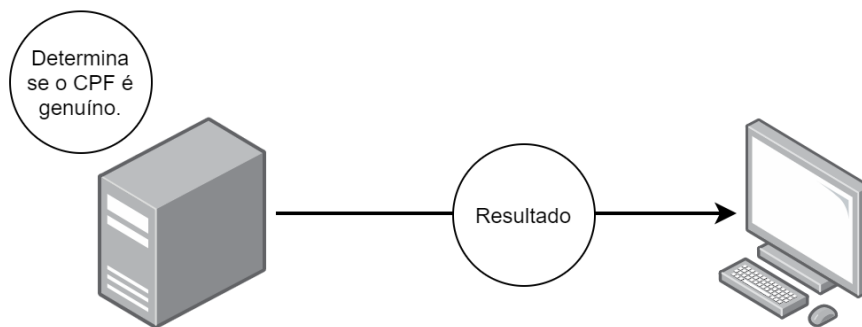 Determina
se o CPF é
genuíno.
Resultado